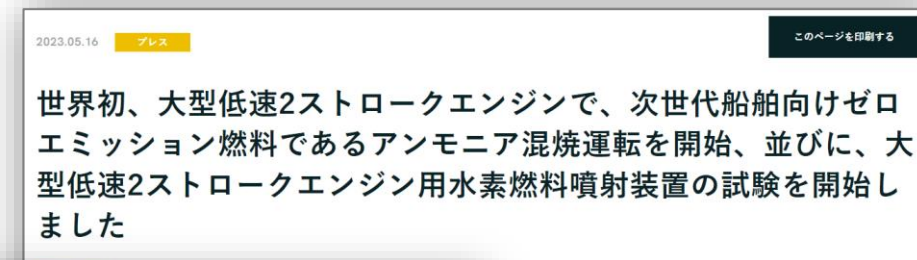 2023.05.16 プレス
このページを印刷する
世界初、大型低速2ストロークエンジンで、次世代船舶向けゼロ
エミッション燃料であるアンモニア混焼運転を開始、並びに、大
型低速2ストロークエンジン用水素燃料噴射装置の試験を開始し
ました